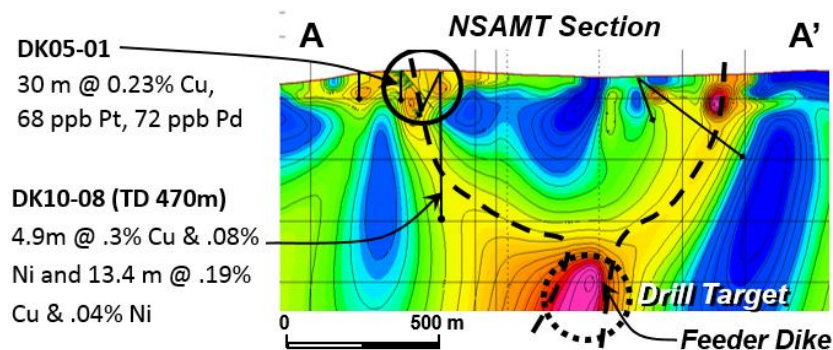 A
NSAMT Section
A'
DK05-01
30 m @ 0.23% Cu,
68 ppb Pt, 72 ppb Pd
DK10-08 (TD 470m)
4.9m @ .3% Cu & .08%
Ni and 13.4 m @ .19%
Cu & .04% Ni
Drill Target
0
500 m
Feeder Dike